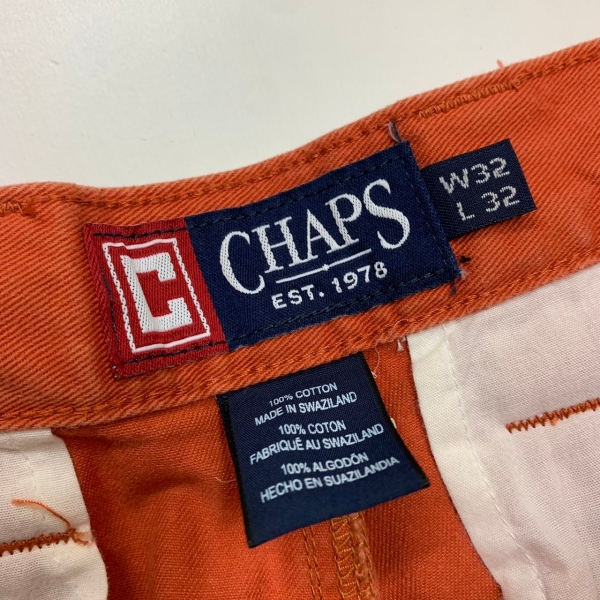 C
CHAPS
EST. 1978
W32
L 32
100% COTTON
MADE IN SWAZILAND
100% COTON
FABRIQUÉ AU SWAZILAND
100% ALGODÓN
HECHO EN SUAZILANDIA